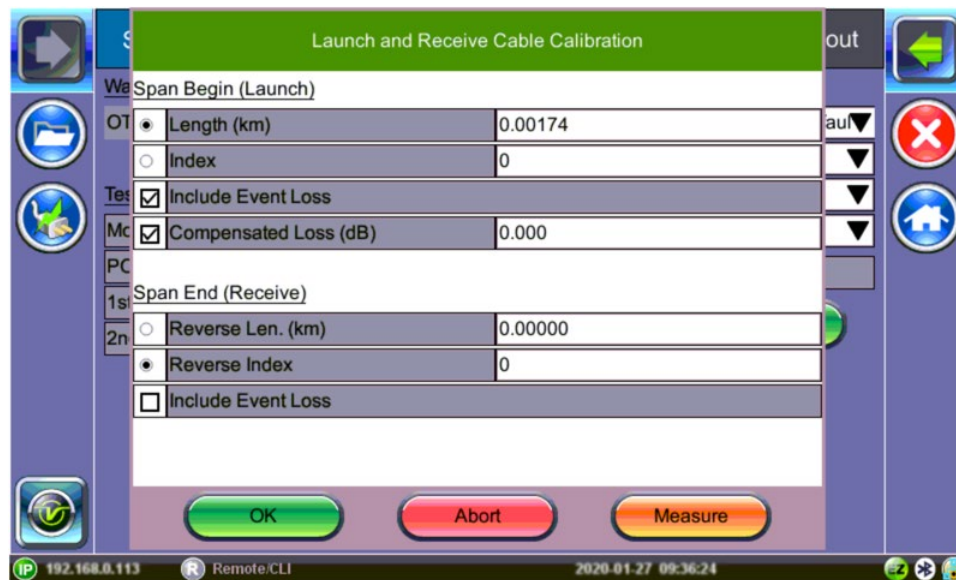 Launch and Receive Cable Calibration
Span Begin (Launch)
Length (km) 0.00174
Index 0
Include Event Loss
Compensated Loss (dB) 0.000
Span End (Receive)
Reverse Len. (km) 0.00000
Reverse Index 0
Include Event Loss
OK Abort Measure
IP 192.168.0.113 R Remote/CLI 2020-01-27 09:36:24 EZ